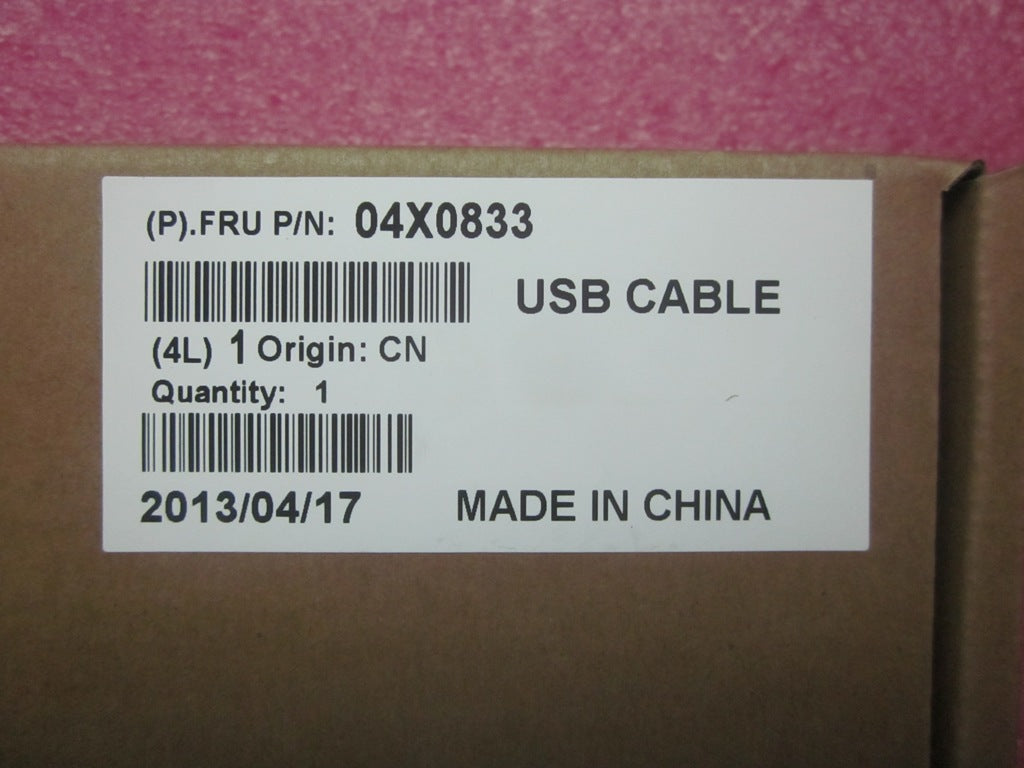 (P).FRU P/N: 04X0833
USB CABLE
(4L) 1 Origin: CN
Quantity: 1
2013/04/17 MADE IN CHINA